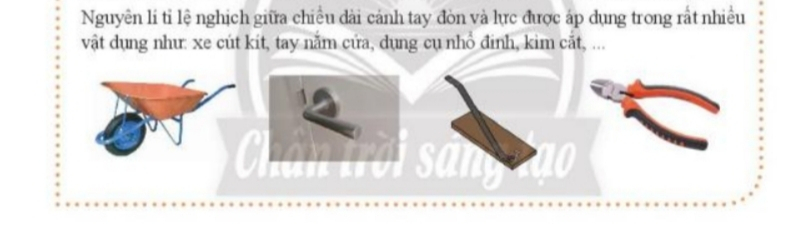 Nguyên lí tỉ lệ nghịch giữa chiều dài cánh tay đòn và lực được áp dụng trong rất nhiều
vật dụng như: xe cút kít, tay nắm cửa, dụng cụ nhổ đinh, kìm cắt, ...
Chân trời sáng tạo